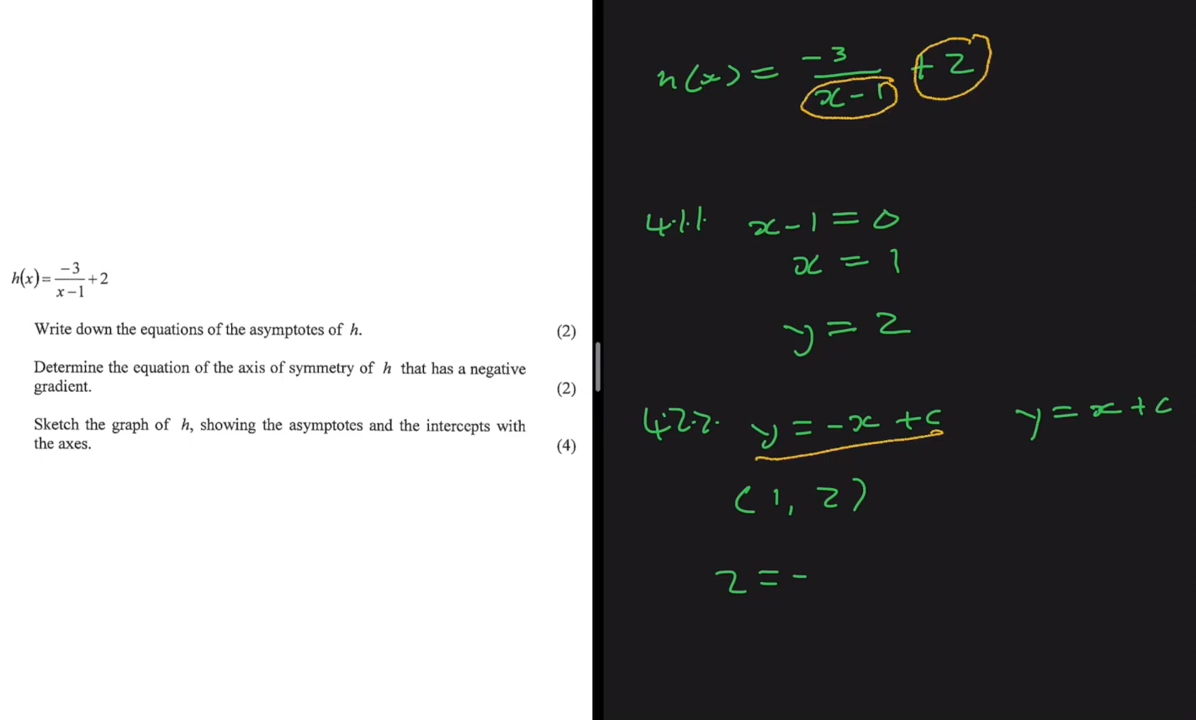 h(x)=\frac{-3}{x-1}+2
Write down the equations of the asymptotes of h. (2)
Determine the equation of the axis of symmetry of h that has a negative
gradient. (2)
Sketch the graph of h, showing the asymptotes and the intercepts with
the axes. (4)
h(x) = \frac{-3}{x-1} +2
4.1.1. x-1=0
x = 1
y = 2
4.2.2. y = -x +c y = x+c
(1, 2)
2 = -